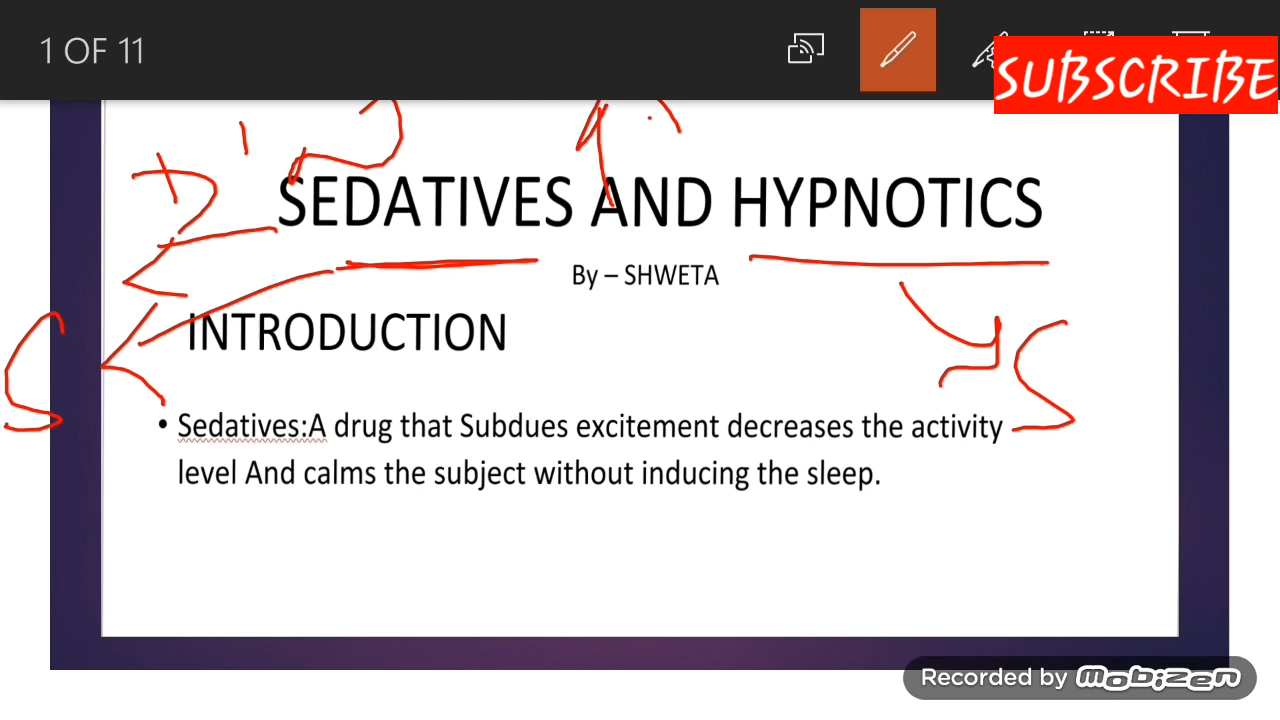 1 OF 11
SUBSCRIBE
SEDATIVES AND HYPNOTICS
By – SHWETA
INTRODUCTION
• Sedatives:A drug that Subdues excitement decreases the activity
level And calms the subject without inducing the sleep.
Recorded by mobizen